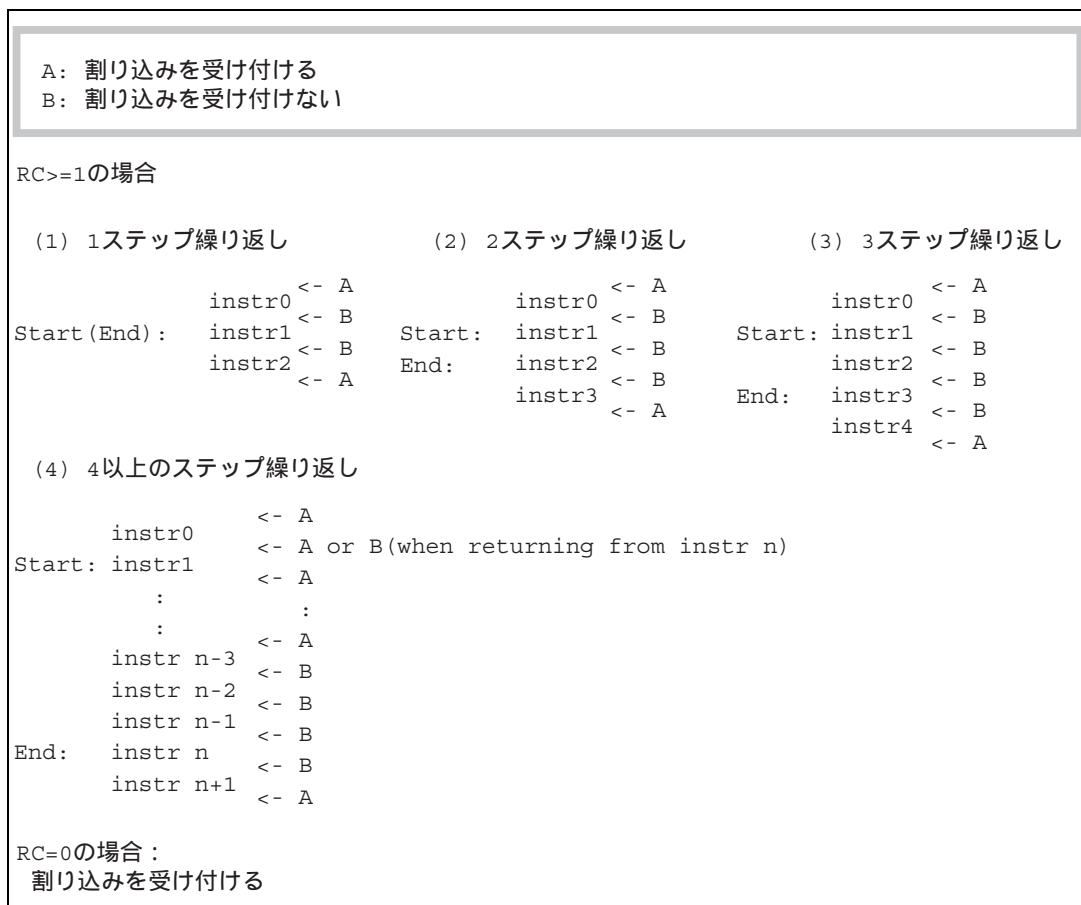 A: 割り込みを受け付ける
B: 割り込みを受け付けない
RC>=1の場合
(1) 1ステップ繰り返し (2) 2ステップ繰り返し (3) 3ステップ繰り返し
<- A <- A <- A
instr0 instr0 instr0
<- B <- B <- B
Start(End): instr1 Start: instr1 Start: instr1
<- B <- B <- B
instr2 End: instr2 instr2
<- A <- B <- B
instr3 End: instr3
<- A <- B
instr4
<- A
(4) 4以上のステップ繰り返し
<- A
instr0
<- A or B(when returning from instr n)
Start: instr1
<- A
: :
:
<- A
instr n-3
<- B
instr n-2
<- B
instr n-1
<- B
End: instr n
<- B
instr n+1
<- A
RC=0の場合：
割り込みを受け付ける